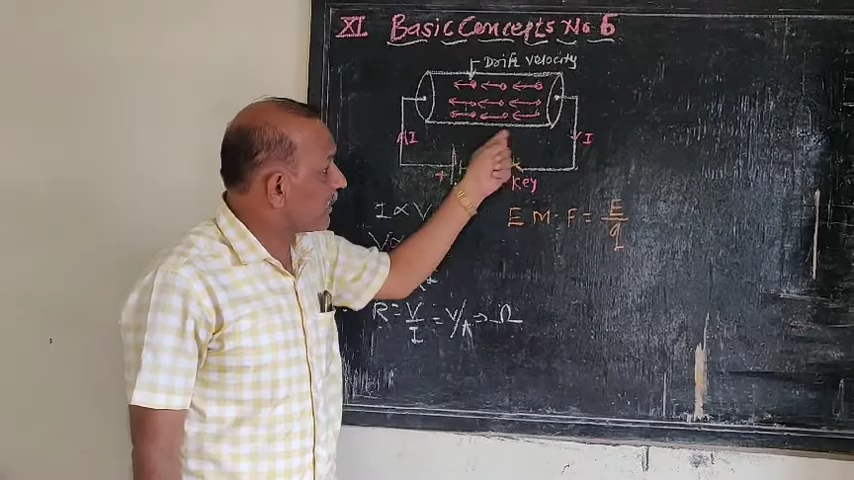 XI. Basic Concepts No 6
Drift velocity
I
I
+
Key
I ∝ V
E M F = E/q
R = V/I = V/A ⇒ Ω